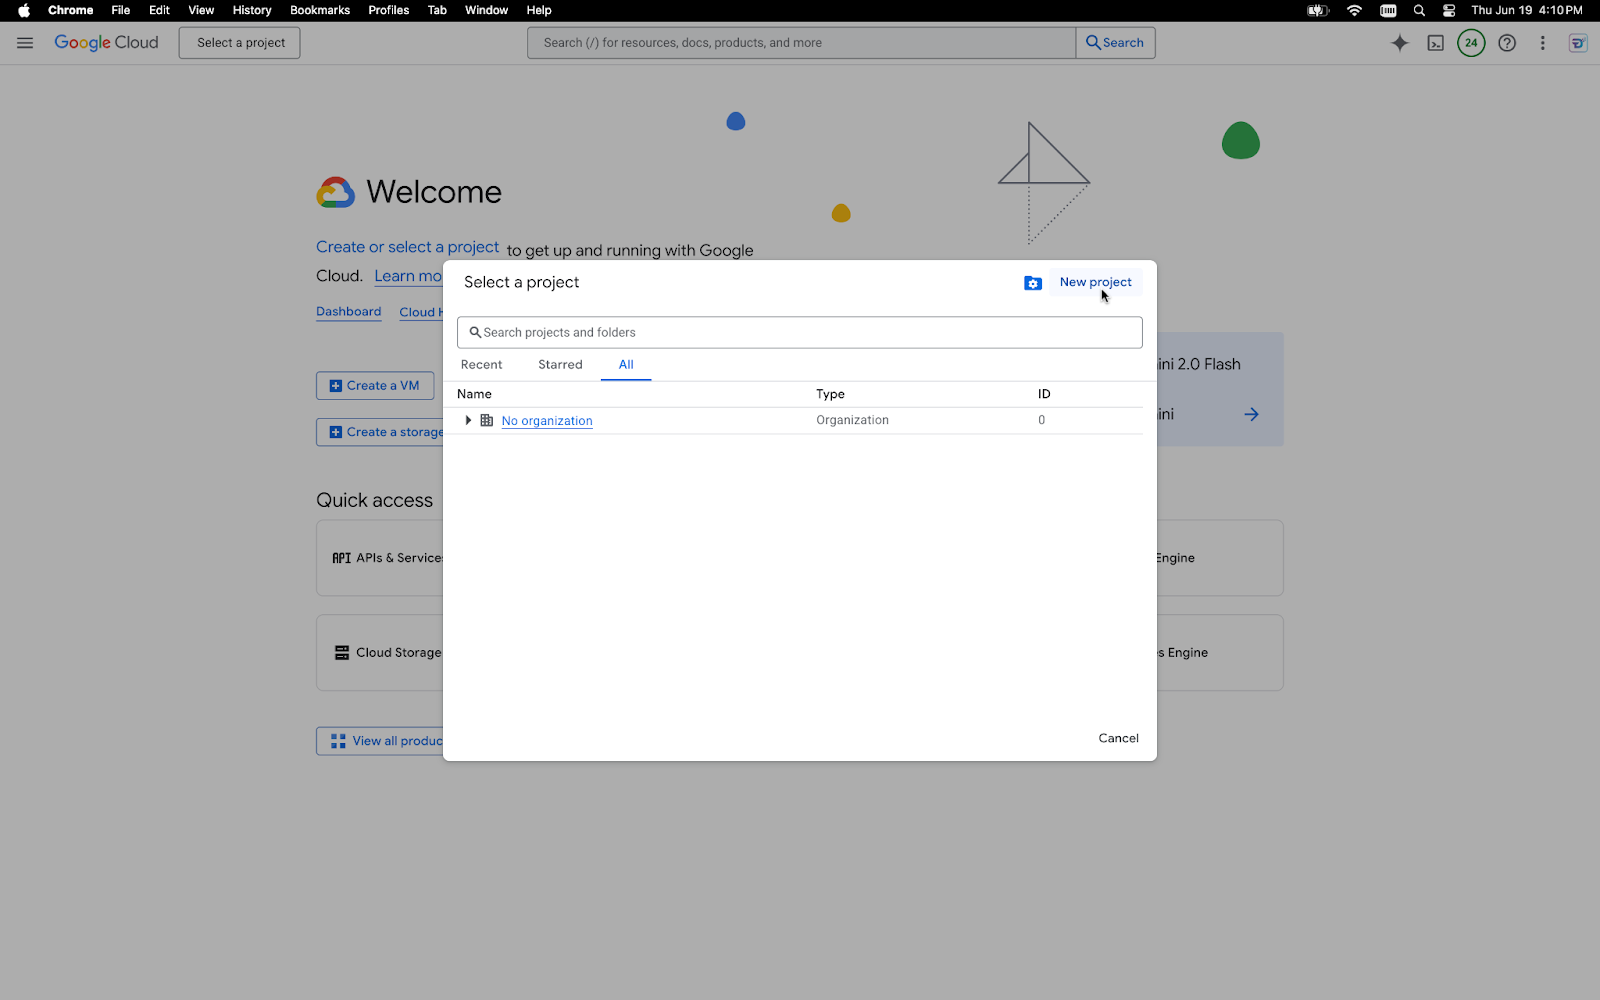 Chrome File Edit View History Bookmarks Profiles Tab Window Help Thu Jun 19 4:10 PM
Google Cloud Select a project Search (/) for resources, docs, products, and more Search 24
Welcome
Create or select a project to get up and running with Google
Cloud. Learn mo
Dashboard Cloud H
Select a project New project
Search projects and folders
Recent Starred All
ini 2.0 Flash
Create a VM
Name Type ID
ini
No organization Organization 0
Create a storage
Quick access
API APIs & Services Engine
Cloud Storage s Engine
View all produc
Cancel